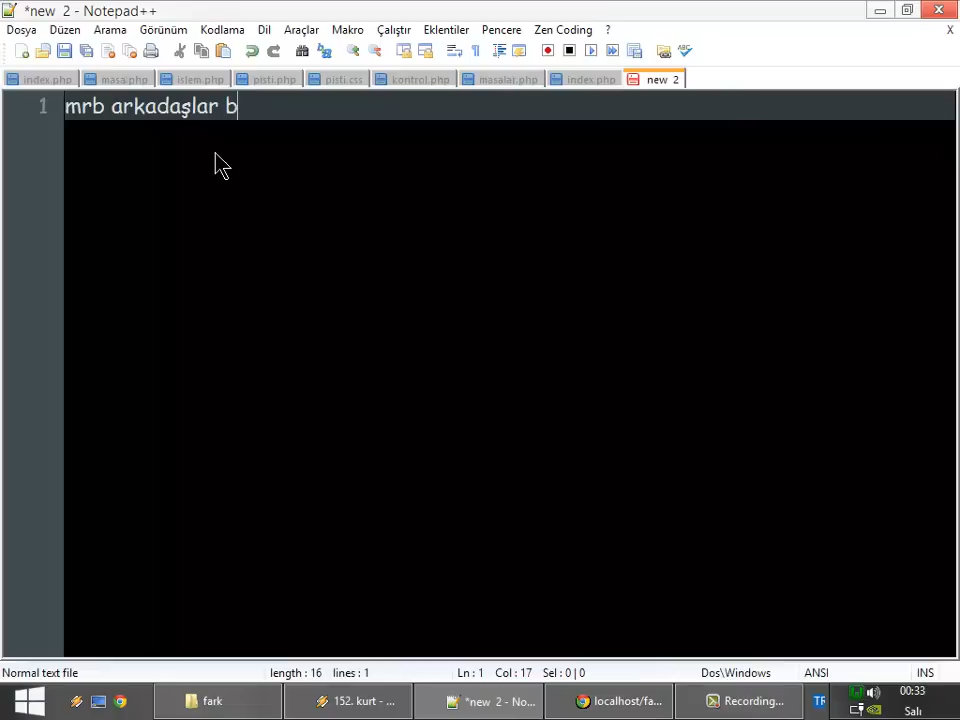 *new 2 - Notepad++
Dosya Düzen Arama Görünüm Kodlama Dil Araçlar Makro Çalıştır Eklentiler Pencere Zen Coding ? X
index.php masa.php islem.php pisti.php pisti.css kontrol.php masalar.php index.php new 2
1 mrb arkadaşlar b
Normal text file length : 16 lines : 1 Ln : 1 Col : 17 Sel : 0 | 0 Dos\Windows ANSI INS
fark 152. kurt - ... *new 2 - No... localhost/fa... Recording... TR 00:33
Salı